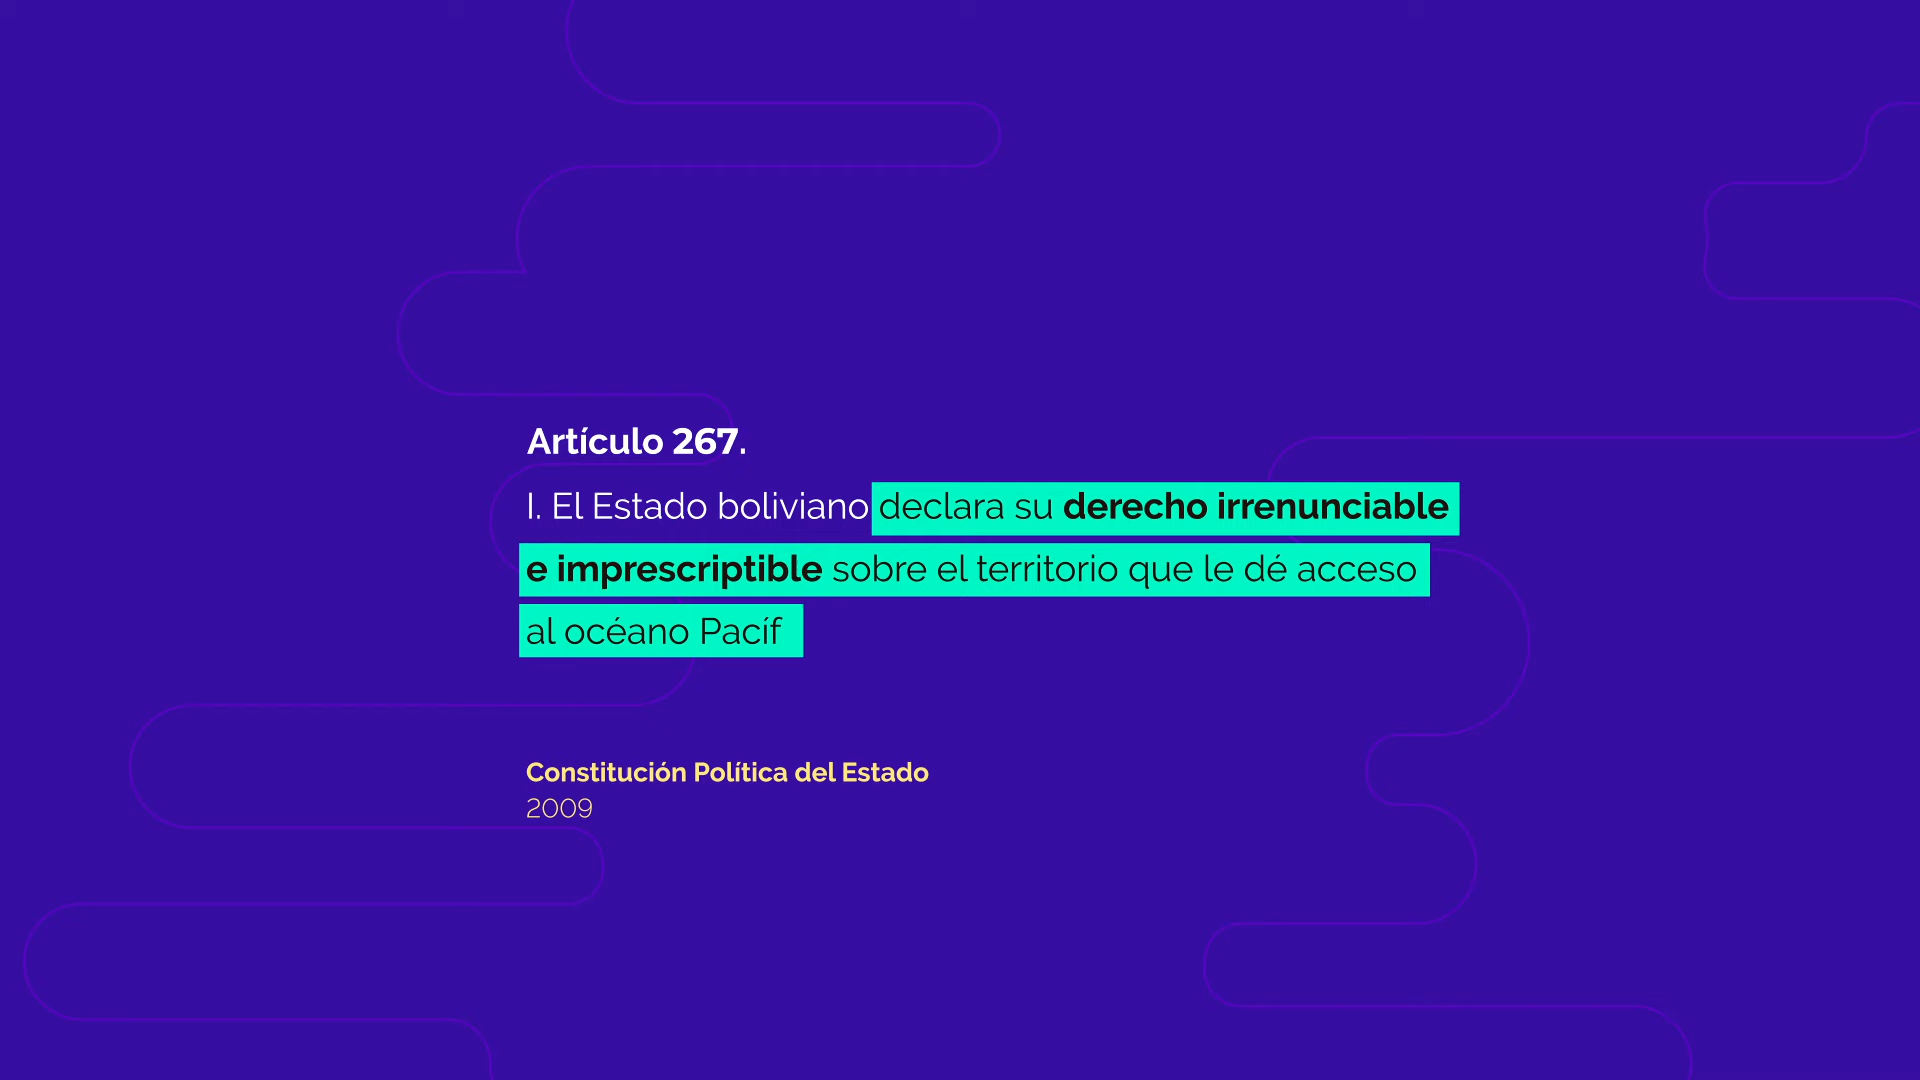 Artículo 267.
I. El Estado boliviano declara su derecho irrenunciable
e imprescriptible sobre el territorio que le dé acceso
al océano Pacíf
Constitución Política del Estado
2009